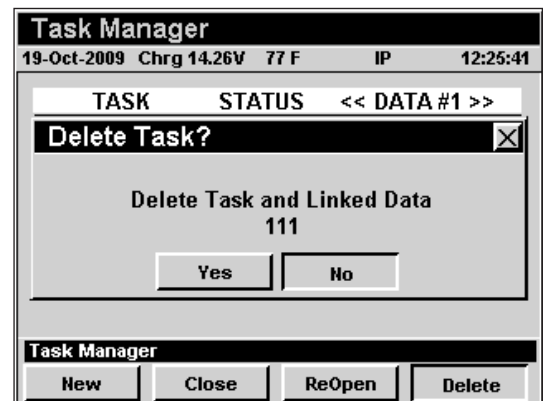 Task Manager
19-Oct-2009 Chrg 14.26V 77 F IP 12:25:41
TASK STATUS << DATA #1 >>
Delete Task?
Delete Task and Linked Data
111
Yes No
Task Manager
New Close ReOpen Delete